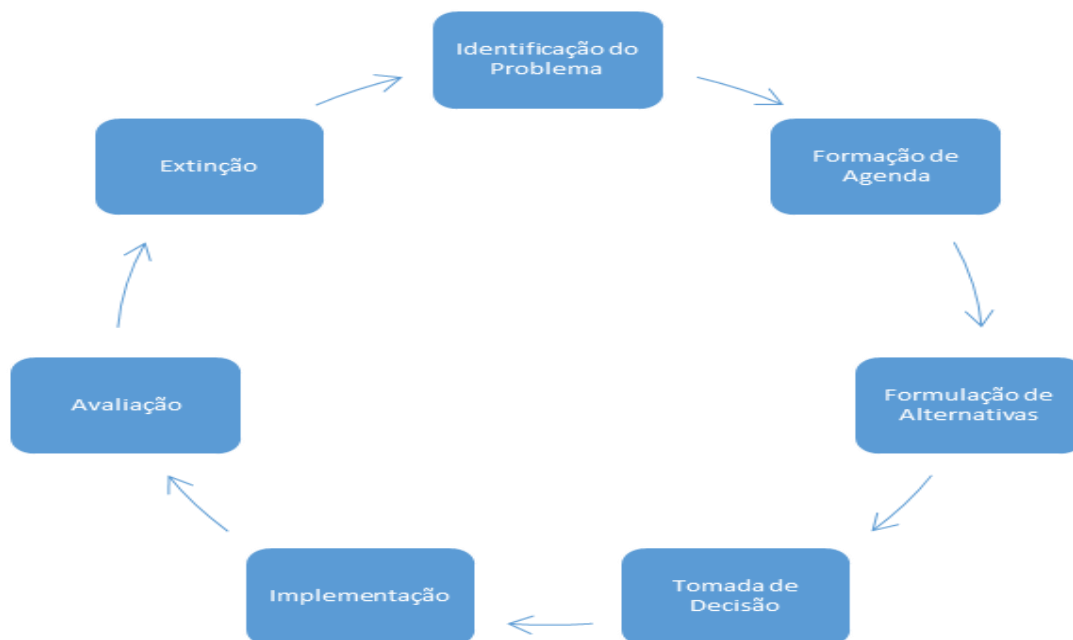 Identificação do
Problema
Formação de
Agenda
Formulação de
Alternativas
Tomada de
Decisão
Implementação
Avaliação
Extinção